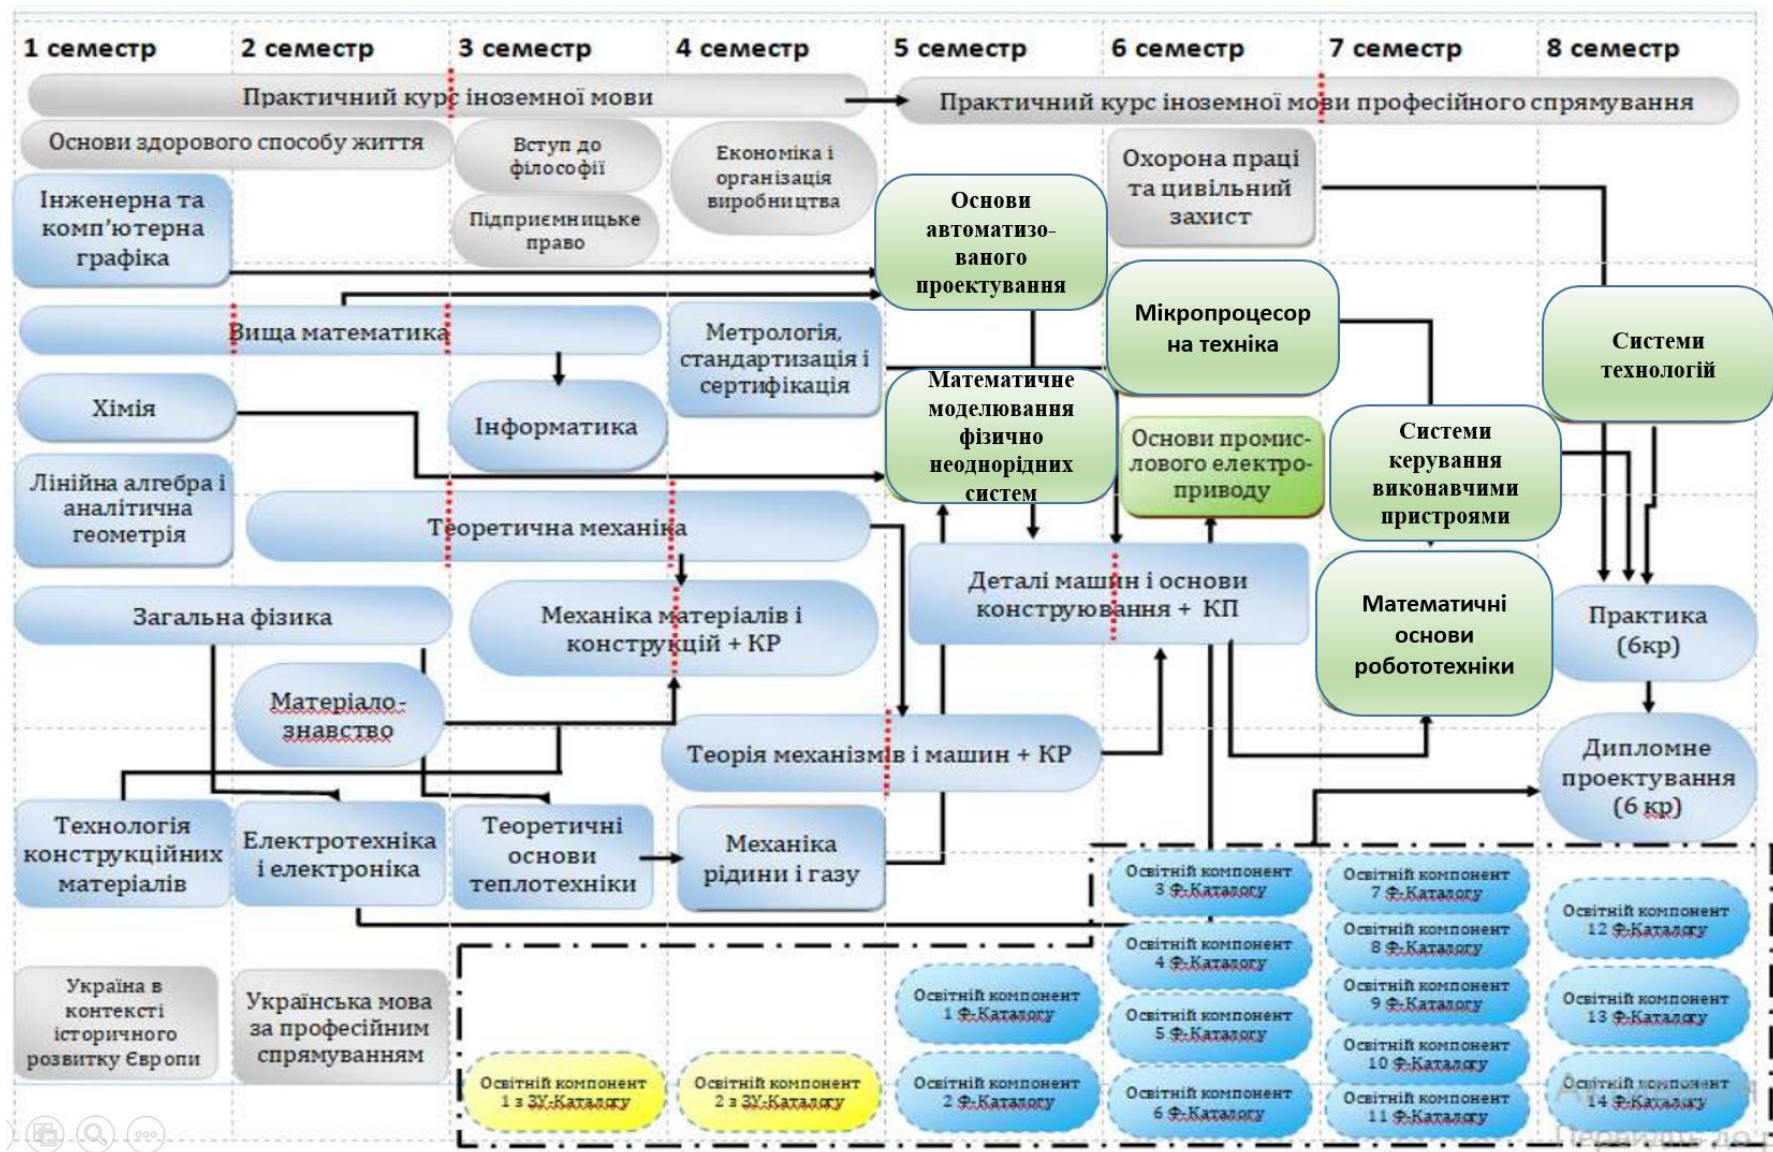 1 семестр
2 семестр
3 семестр
4 семестр
5 семестр
6 семестр
7 семестр
8 семестр
Практичний курс іноземної мови
Практичний курс іноземної мови професійного спрямування
Основи здорового способу життя
Вступ до
філософії
Підприємницьке
право
Економіка і
організація
виробництва
Охорона праці
та цивільний
захист
Інженерна та
комп’ютерна
графіка
Основи
автоматизо-
ваного
проектування
Мікропроцесор
на техніка
Системи
технологій
Вища математика
Метрологія,
стандартизація і
сертифікація
Хімія
Інформатика
Математичне
моделювання
фізично
неоднорідних
систем
Основи промис-
лового електро-
приводу
Системи
керування
виконавчими
пристроями
Лінійна алгебра і
аналітична
геометрія
Теоретична механіка
Загальна фізика
Механіка матеріалів і
конструкцій + КР
Деталі машин і основи
конструювання + КП
Математичні
основи
робототехніки
Практика
(6кр)
Матеріало-
знавство
Теорія механізмів і машин + КР
Дипломне
проектування
(6 кр)
Технологія
конструкційних
матеріалів
Електротехніка
і електроніка
Теоретичні
основи
теплотехніки
Механіка
рідини і газу
Україна в
контексті
історичного
розвитку Європи
Українська мова
за професійним
спрямуванням
Освітній компонент
1 з ЗУ-Каталогу
Освітній компонент
2 з ЗУ-Каталогу
Освітній компонент
1 Ф-Каталогу
Освітній компонент
2 Ф-Каталогу
Освітній компонент
3 Ф-Каталогу
Освітній компонент
4 Ф-Каталогу
Освітній компонент
5 Ф-Каталогу
Освітній компонент
6 Ф-Каталогу
Освітній компонент
7 Ф-Каталогу
Освітній компонент
8 Ф-Каталогу
Освітній компонент
9 Ф-Каталогу
Освітній компонент
10 Ф-Каталогу
Освітній компонент
11 Ф-Каталогу
Освітній компонент
12 Ф-Каталогу
Освітній компонент
13 Ф-Каталогу
Освітній компонент
14 Ф-Каталогу